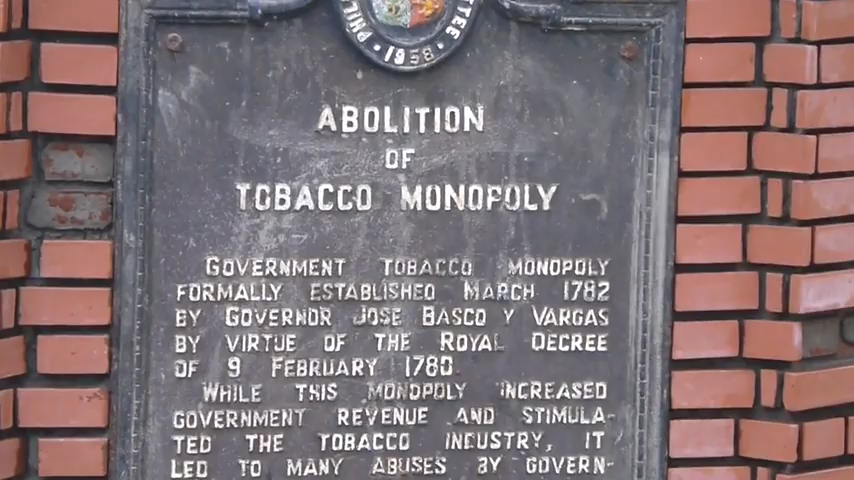 1958
ABOLITION
OF
TOBACCO MONOPOLY
GOVERNMENT TOBACCO MONOPOLY
FORMALLY ESTABLISHED MARCH 1782
BY GOVERNOR JOSE BASCO Y VARGAS
BY VIRTUE OF THE ROYAL DECREE
OF 9 FEBRUARY 1780.
WHILE THIS MONOPOLY INCREASED
GOVERNMENT REVENUE AND STIMULA-
TED THE TOBACCO INDUSTRY, IT
LED TO MANY ABUSES BY GOVERN-